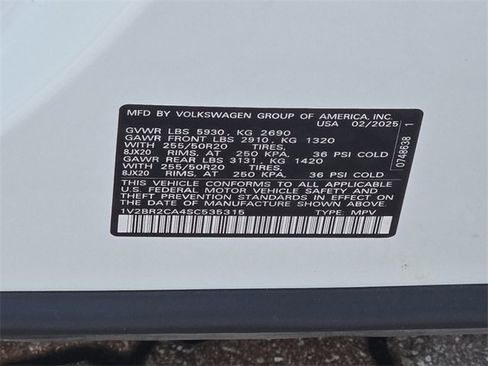 MFD BY VOLKSWAGEN GROUP OF AMERICA, INC.
USA 02/2025
GVWR LBS 5930, KG 2690
GAWR FRONT LBS 2910, KG 1320
WITH 255/50R20 TIRES,
8JX20 RIMS, AT 250 KPA, 36 PSI COLD
GAWR REAR LBS 3131, KG 1420
WITH 255/50R20 TIRES,
8JX20 RIMS, AT 250 KPA, 36 PSI COLD
THIS VEHICLE CONFORMS TO ALL APPLICABLE
U.S. FEDERAL MOTOR VEHICLE SAFETY AND
THEFT PREVENTION STANDARDS IN EFFECT ON
THE DATE OF MANUFACTURE SHOWN ABOVE.
1V2BR2CA4SC535315 TYPE: MPV
0748638 1